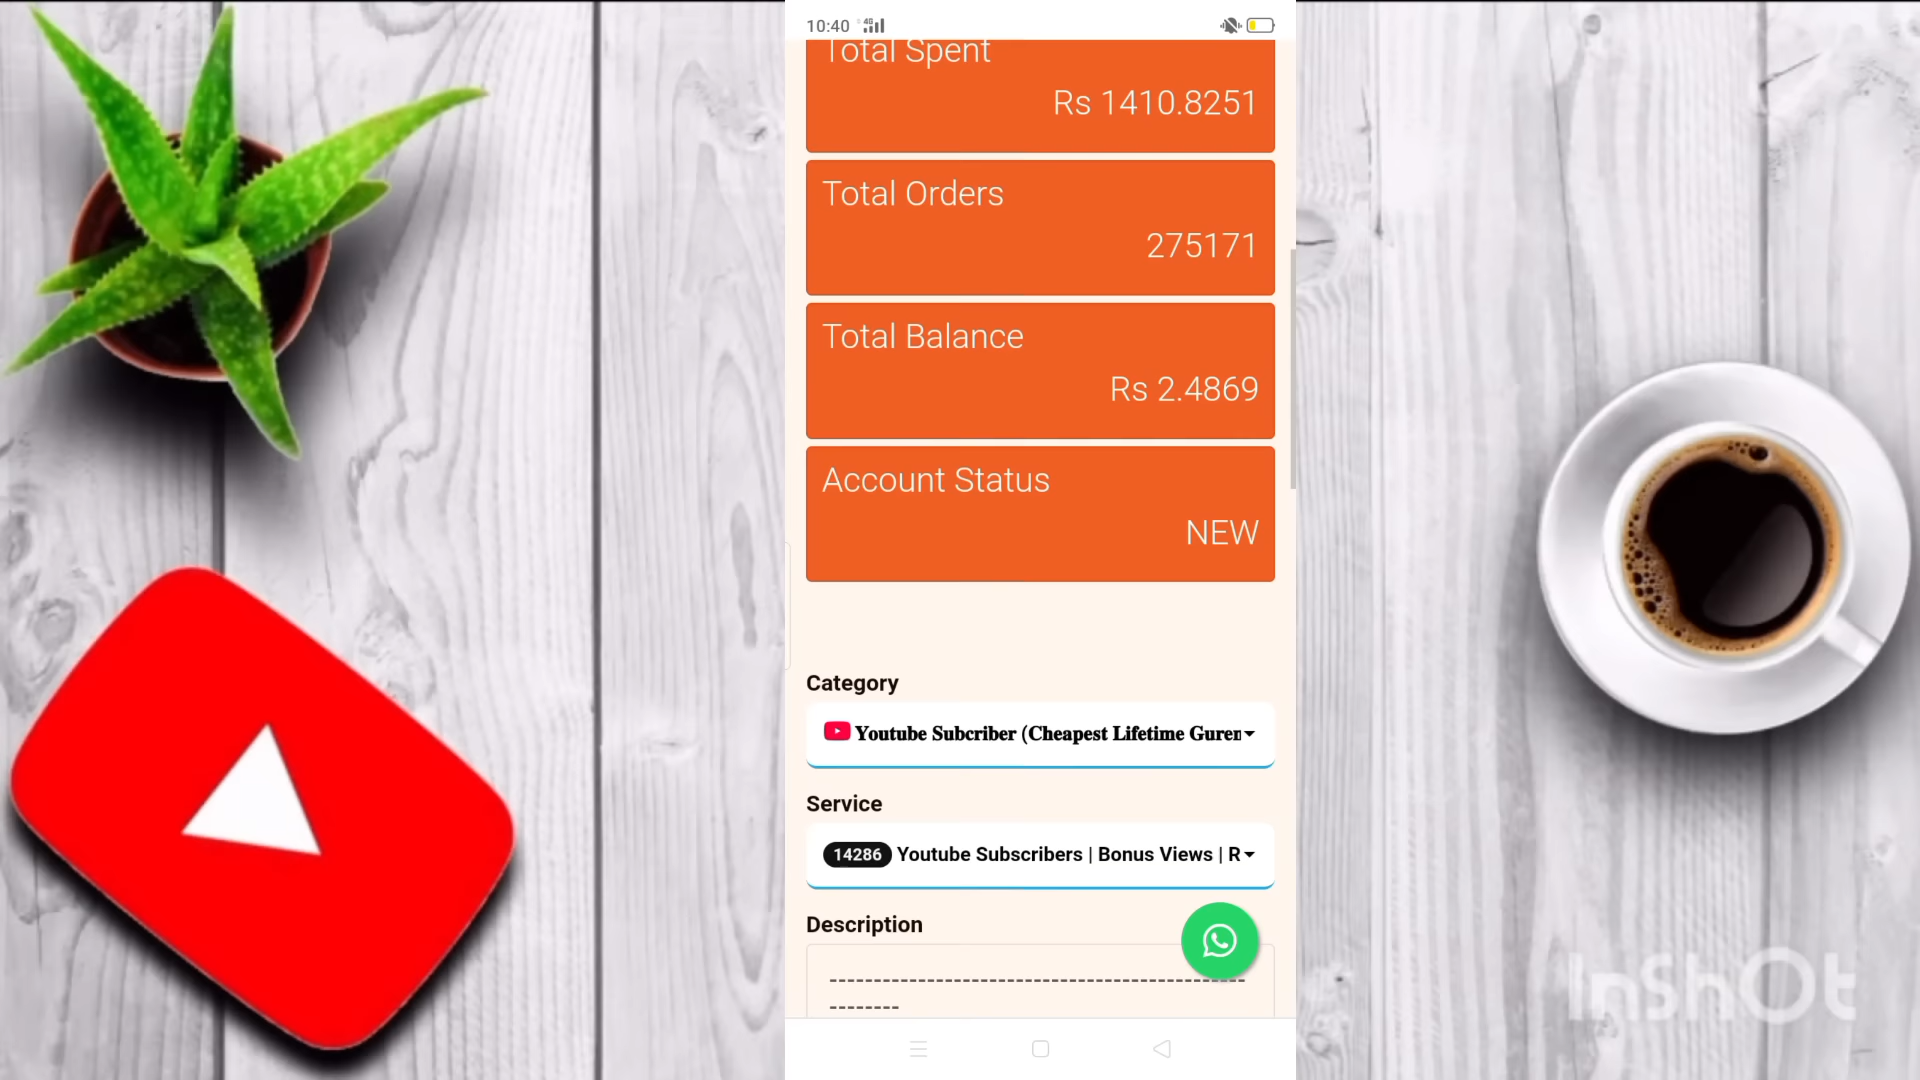 10:40 4G
Total Spent
Rs 1410.8251
Total Orders
275171
Total Balance
Rs 2.4869
Account Status
NEW
Category
Youtube Subcriber (Cheapest Lifetime Guren
Service
14286 Youtube Subscribers | Bonus Views | R
Description
-----------------------------------------------
--------
InShOt